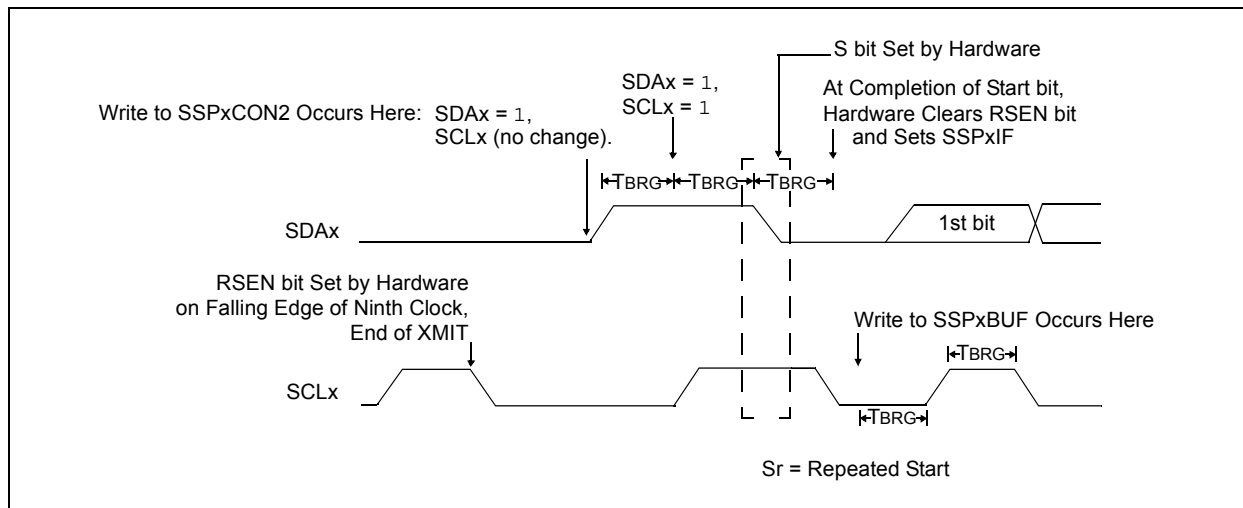 S bit Set by Hardware
SDAx = 1,
SCLx = 1
At Completion of Start bit,
Hardware Clears RSEN bit
and Sets SSPxIF
Write to SSPxCON2 Occurs Here:
SDAx = 1,
SCLx (no change).
TBRG
TBRG
TBRG
SDAx
1st bit
RSEN bit Set by Hardware
on Falling Edge of Ninth Clock,
End of XMIT
Write to SSPxBUF Occurs Here
TBRG
SCLx
TBRG
Sr = Repeated Start